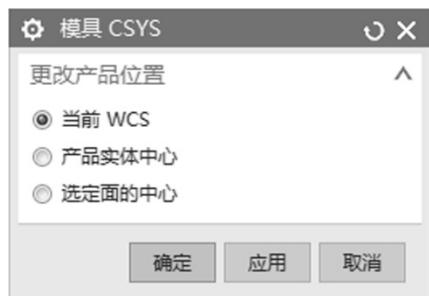 模具 CSYS
更改产品位置
当前 WCS
产品实体中心
选定面的中心
确定 应用 取消